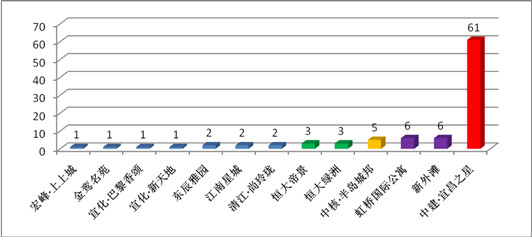 70
60
50
40
30
20
10
0
1
1
1
1
2
2
2
3
3
5
6
6
61
宏峰·上上城
金鸾名苑
宜化·巴黎香颂
宜化·新天地
东辰雅园
江南星城
清江·尚玲珑
恒大帝景
恒大绿洲
中核·半岛城邦
虹桥国际公寓
新外滩
中建·宜昌之星